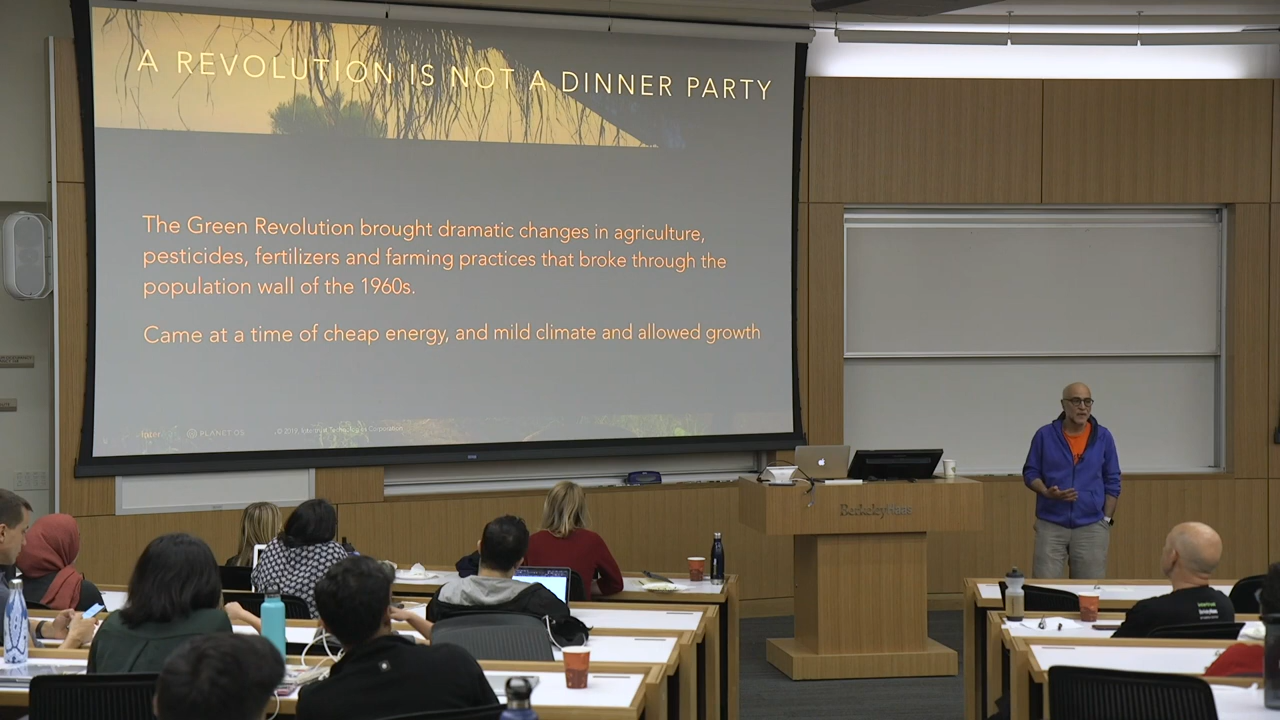 A REVOLUTION IS NOT A DINNER PARTY
The Green Revolution brought dramatic changes in agriculture,
pesticides, fertilizers and farming practices that broke through the
population wall of the 1960s.
Came at a time of cheap energy, and mild climate and allowed growth
PLANET OS
Berkeley